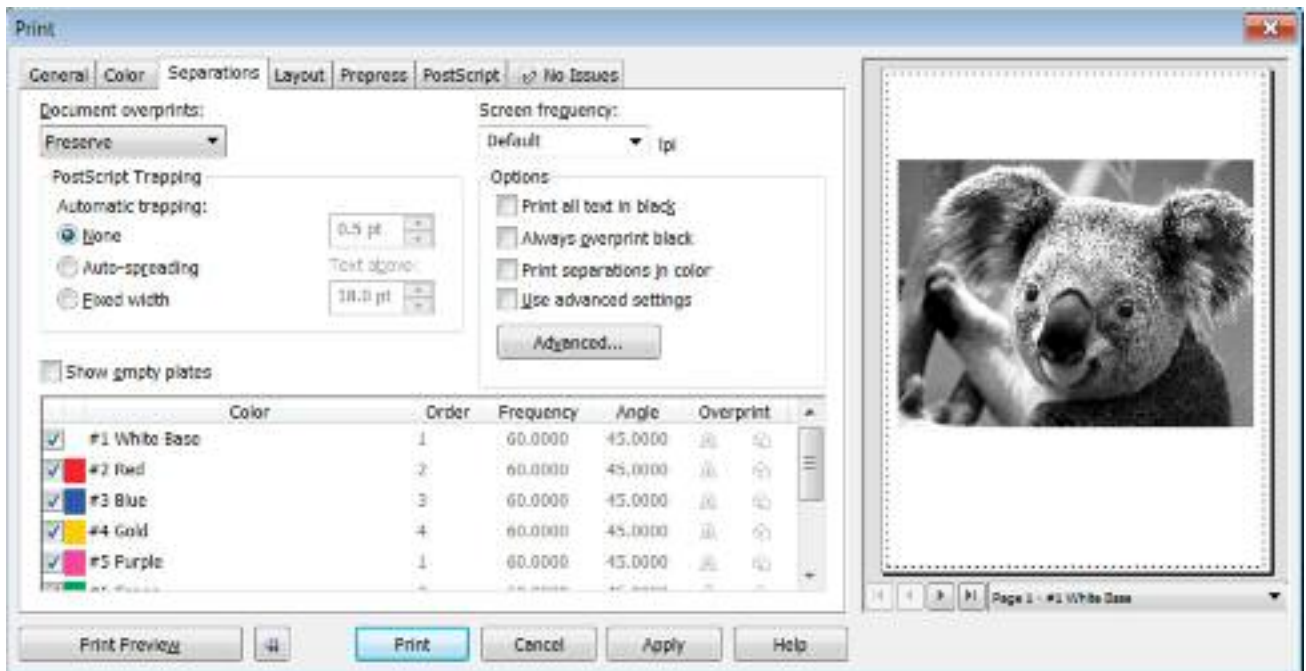 Print
General Color Separations Layout Prepress PostScript No Issues
Document overprints:
Preserve
Screen frequency:
Default lpi
PostScript Trapping
Automatic trapping:
None
0.5 pt
Auto-spreading
Text above:
Fixed width
18.0 pt
Options
Print all text in black
Always overprint black
Print separations in color
Use advanced settings
Advanced...
Show empty plates
Color Order Frequency Angle Overprint
#1 White Base 1 60.0000 45.0000
#2 Red 2 60.0000 45.0000
#3 Blue 3 60.0000 45.0000
#4 Gold 4 60.0000 45.0000
#5 Purple 1 60.0000 45.0000
Page 1 - #1 White Base
Print Preview Print Cancel Apply Help